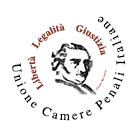 Libertà Legalità Giustizia
Unione Camere Penali Italiane